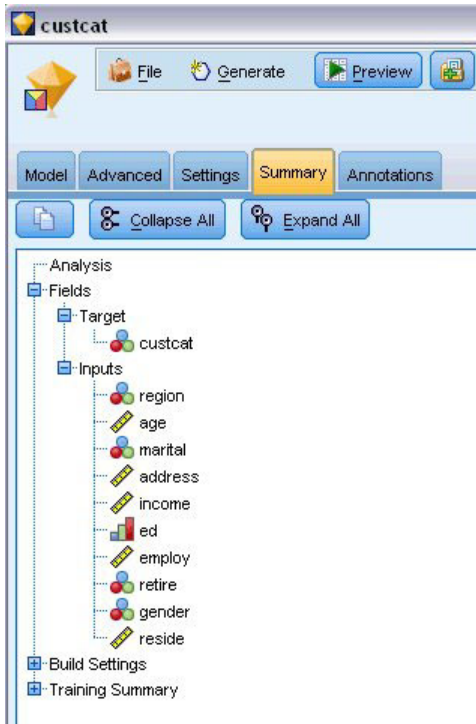 custcat
File Generate Preview
Model Advanced Settings Summary Annotations
Collapse All Expand All
Analysis
Fields
Target
custcat
Inputs
region
age
marital
address
income
ed
employ
retire
gender
reside
Build Settings
Training Summary